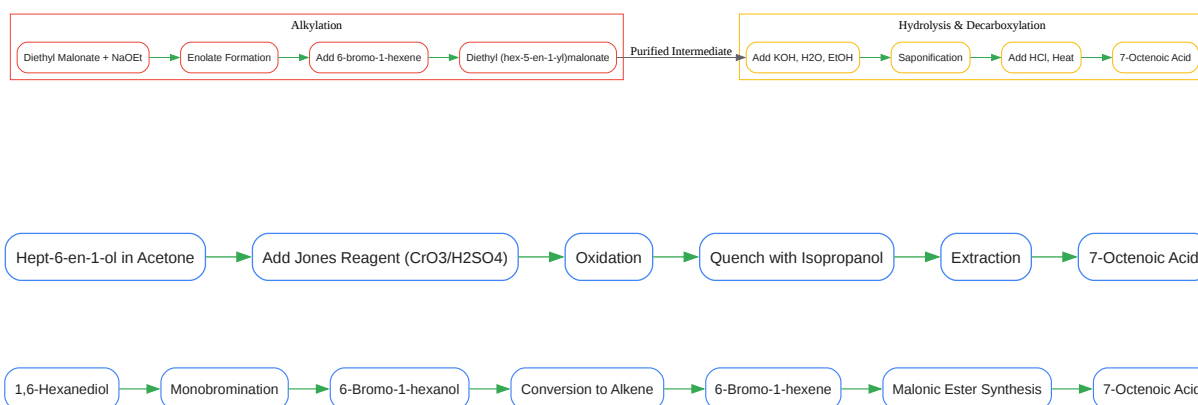 Alkylation
Diethyl Malonate + NaOEt
Enolate Formation
Add 6-bromo-1-hexene
Diethyl (hex-5-en-1-yl)malonate
Purified Intermediate
Hydrolysis & Decarboxylation
Add KOH, H2O, EtOH
Saponification
Add HCl, Heat
7-Octenoic Acid
Hept-6-en-1-ol in Acetone
Add Jones Reagent (CrO3/H2SO4)
Oxidation
Quench with Isopropanol
Extraction
7-Octenoic Acid
1,6-Hexanediol
Monobromination
6-Bromo-1-hexanol
Conversion to Alkene
6-Bromo-1-hexene
Malonic Ester Synthesis
7-Octenoic Acid